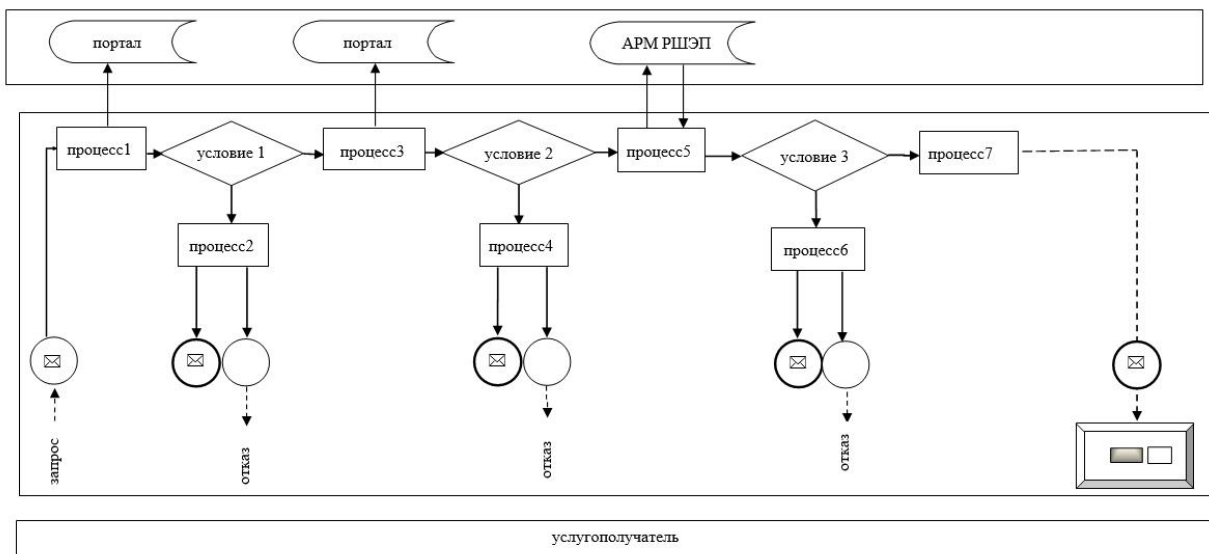 портал
портал
АРМ РШЭП
процесс1
условие 1
процесс3
условие 2
процесс5
условие 3
процесс7
процесс2
процесс4
процесс6
запрос
отказ
отказ
отказ
услугополучатель